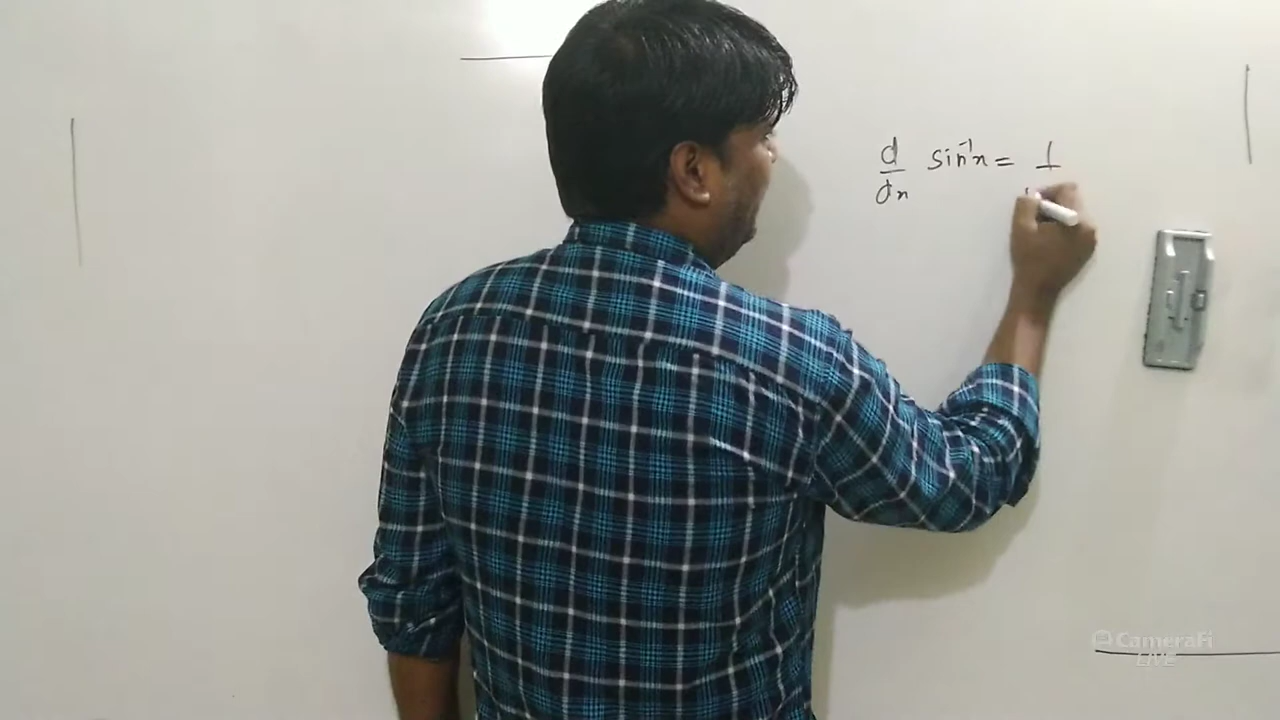 d/dx sin⁻¹x = 1
CameraFi
LIVE